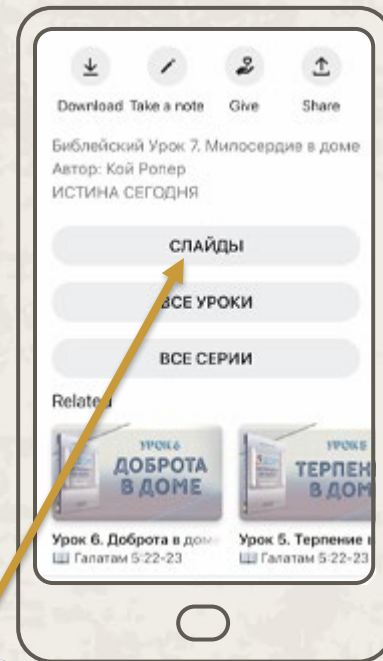 Download Take a note Give Share
Библейский Урок 7. Милосердие в доме
Автор: Кой Ропер
ИСТИНА СЕГОДНЯ
СЛАЙДЫ
ВСЕ УРОКИ
ВСЕ СЕРИИ
Related
УРОК 6
ДОБРОТА
В ДОМЕ
УРОК 5
ТЕРПЕН
В ДОМ
Урок 6. Доброта в дом
Галатам 5:22-23
Урок 5. Терпение в
Галатам 5:22-23